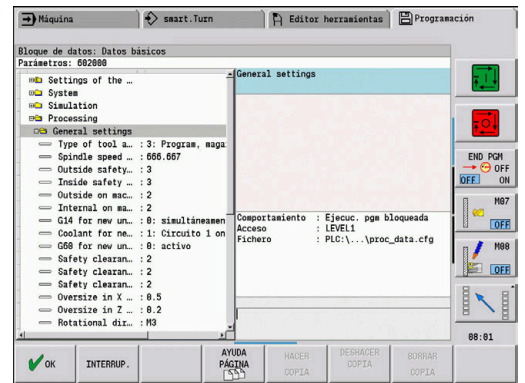 Máquina
smart.Turn
Editor herramientas
Programación
Bloque de datos: Datos básicos
Parámetros: 602000
Settings of the …
System
Simulation
Processing
General settings
Type of tool a… : 3: Program, maga
Spindle speed … : 666.667
Outside safety… : 3
Inside safety … : 3
Outside on mac… : 2
Internal on ma… : 2
G14 for new un… : 0: simultáneamen
Coolant for ne… : 1: Circuito 1 on
G60 for new un… : 0: activo
Safety clearan… : 2
Safety clearan… : 2
Safety clearan… : 2
Oversize in X … : 0.5
Oversize in Z … : 0.2
Rotational dir… : M3
General settings
Comportamiento : Ejecuc. pgm bloqueada
Acceso : LEVEL1
Fichero : PLC:\...\proc_data.cfg
END PGM
OFF
OFF ON
M07
OFF
M08
OFF
08:01
OK
INTERRUP.
AYUDA PÁGINA
HACER COPIA
DESHACER COPIA
BORRAR COPIA